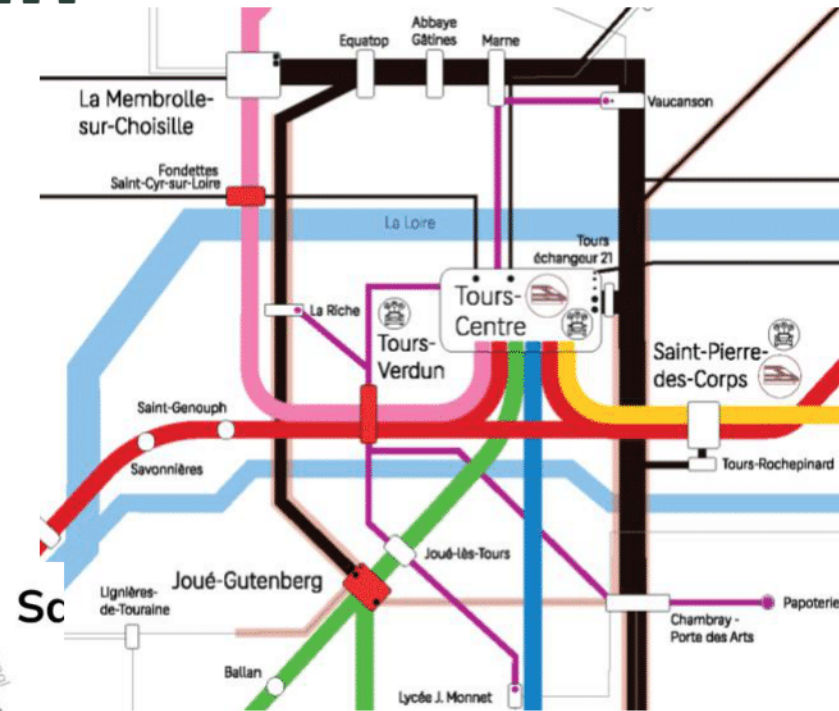 Abbaye
Gâtines
Equatop
Marne
La Membrolle-
sur-Choisille
Vaucanson
Fondettes
Saint-Cyr-sur-Loire
La Loire
Tours
échangeur 21
Tours-
Centre
La Riche
Tours-
Verdun
Saint-Pierre-
des-Corps
Saint-Genouph
Savonnières
Tours-Rochepinard
Joué-lès-Tours
Joué-Gutenberg
Lignières-
de-Touraine
Papoterie
Chambray -
Porte des Arts
Ballan
Lycée J. Monnet